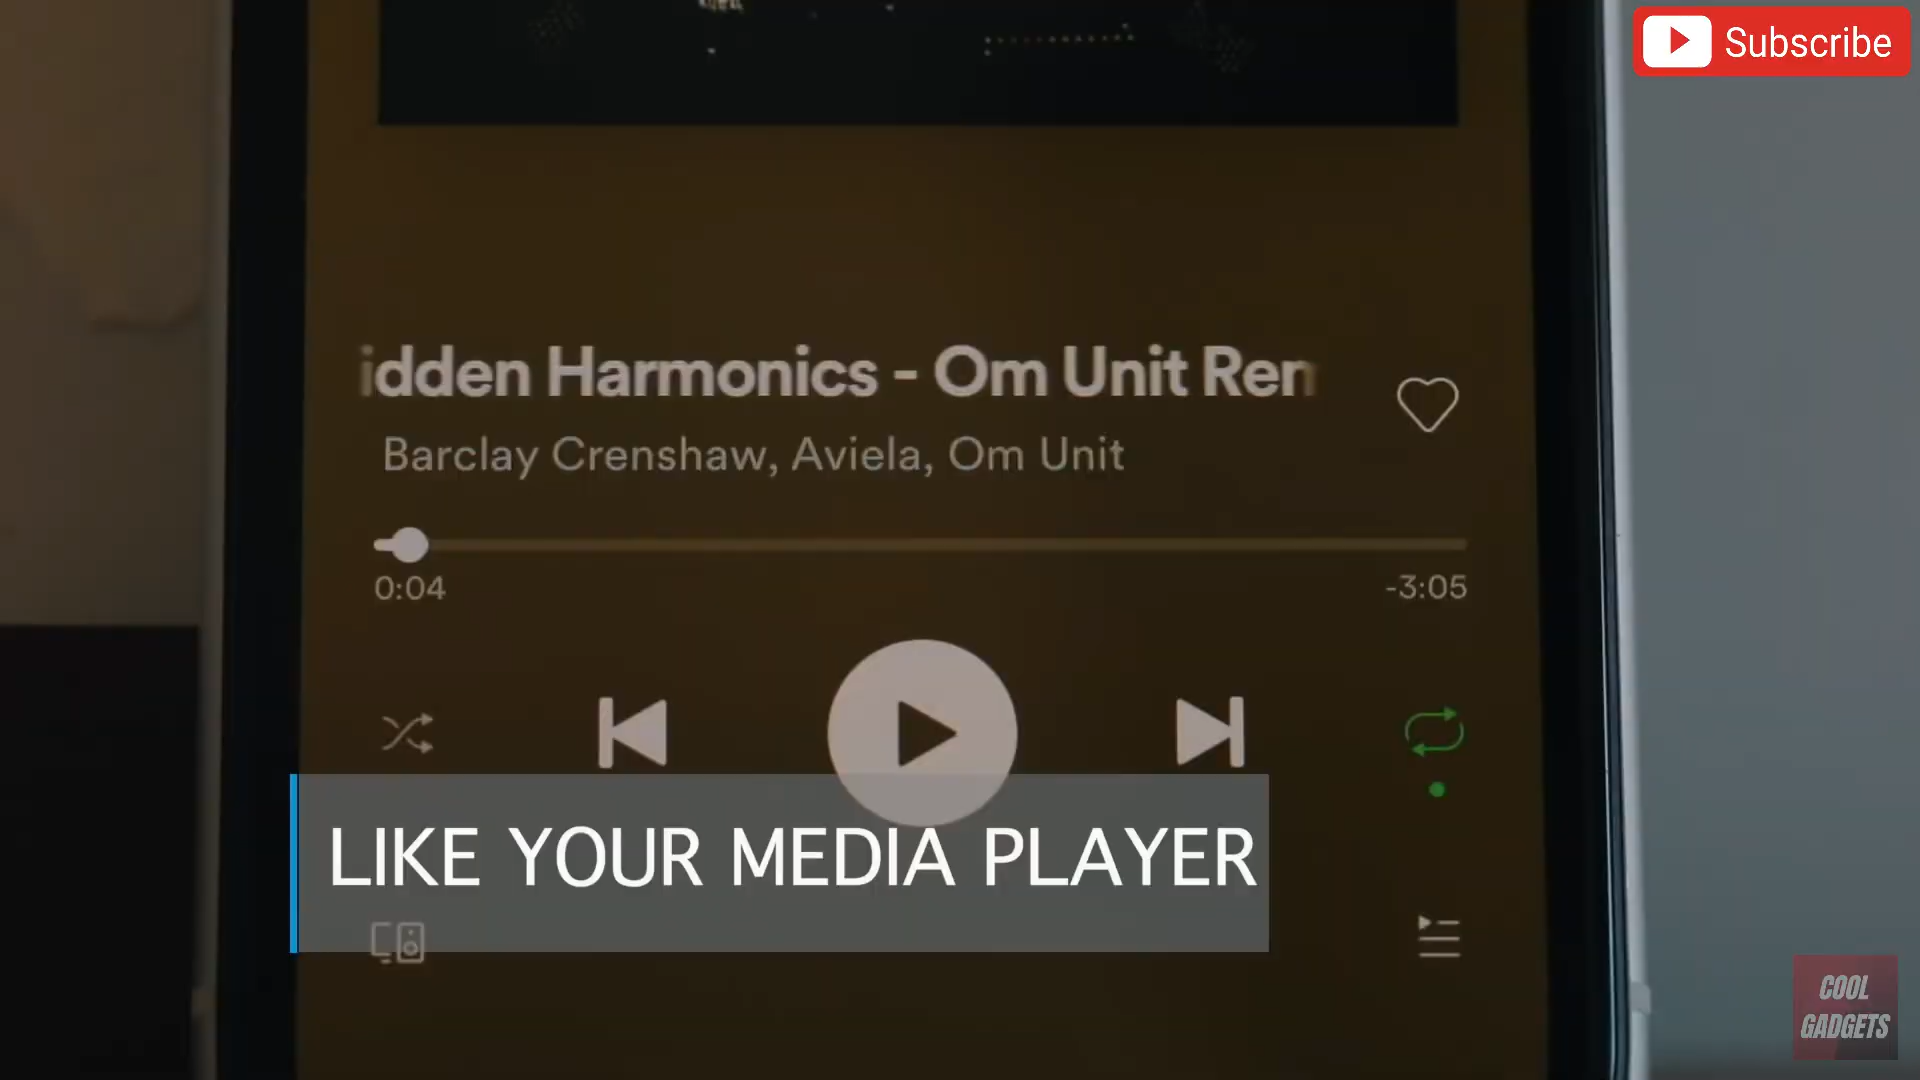 Subscribe
idden Harmonics - Om Unit Rem
Barclay Crenshaw, Aviela, Om Unit
0:04
-3:05
LIKE YOUR MEDIA PLAYER
COOL
GADGETS